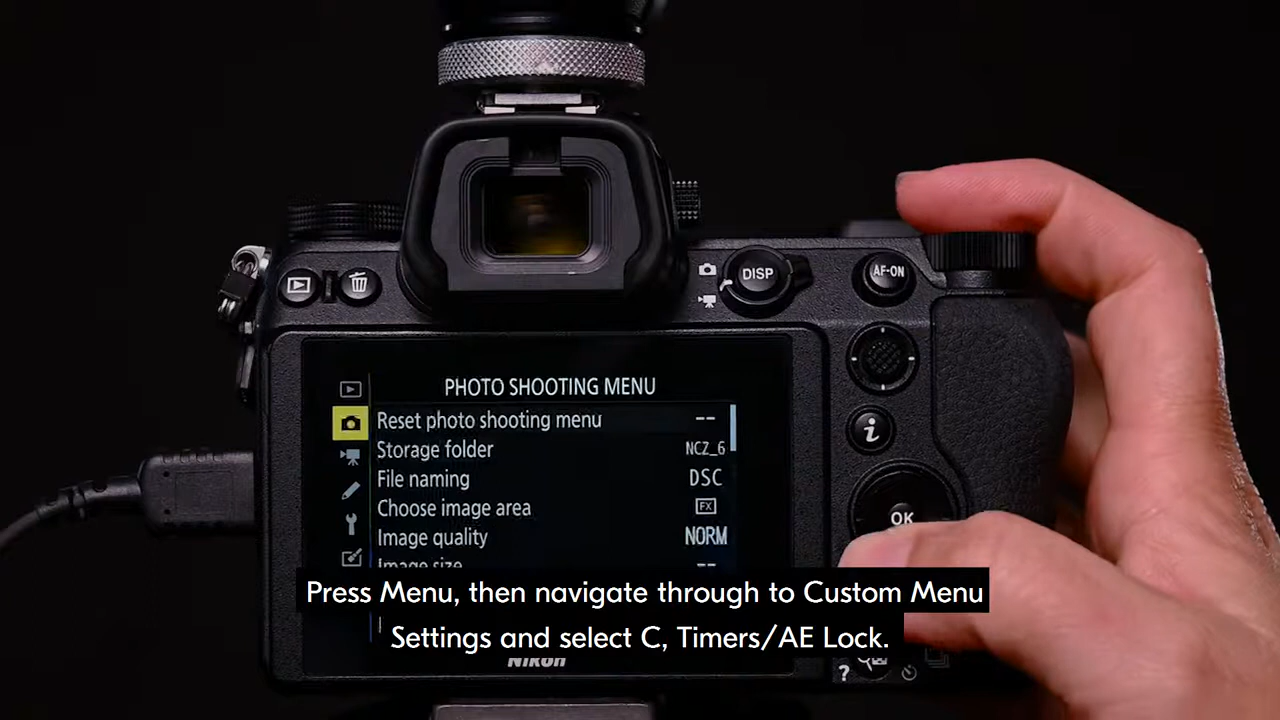 DISP
AF-ON
PHOTO SHOOTING MENU
Reset photo shooting menu --
Storage folder NCZ_6
File naming DSC
Choose image area FX
Image quality NORM
Image size --
i
OK
Press Menu, then navigate through to Custom Menu
Settings and select C, Timers/AE Lock.
Nikon
?